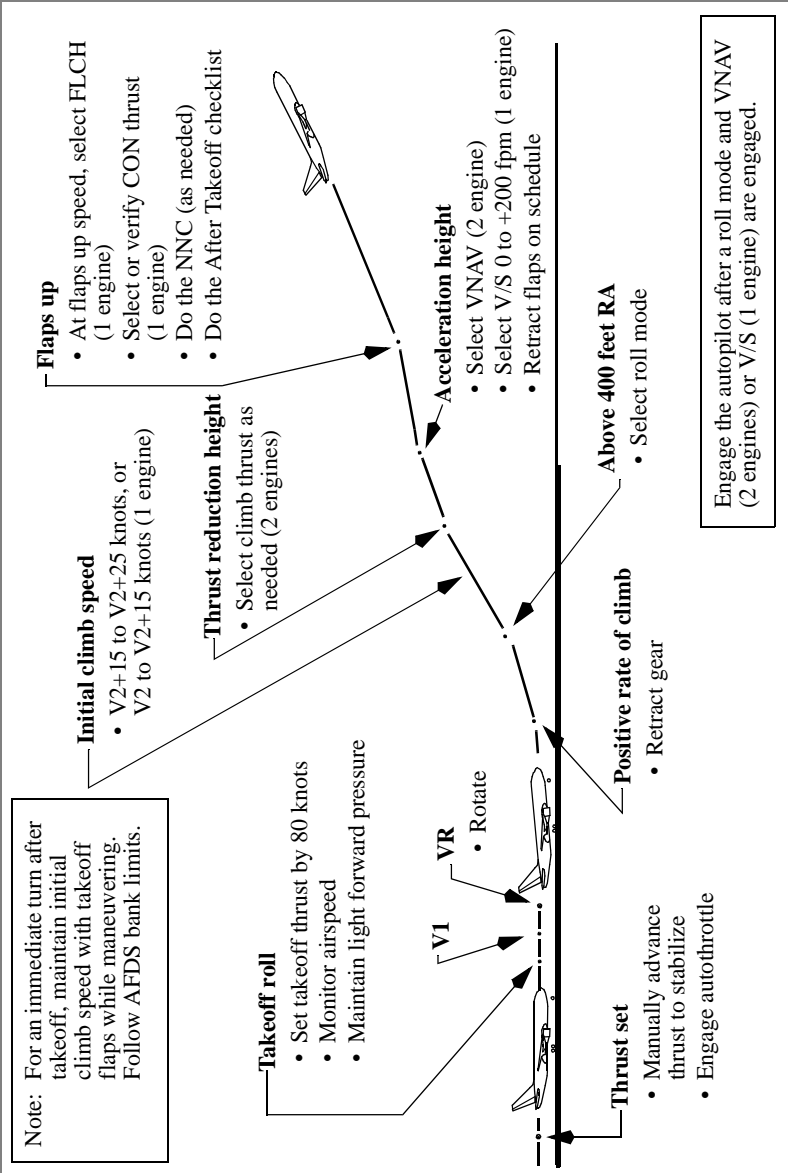 Note: For an immediate turn after
takeoff, maintain initial
climb speed with takeoff
flaps while maneuvering.
Follow AFDS bank limits.
Takeoff roll
• Set takeoff thrust by 80 knots
• Monitor airspeed
• Maintain light forward pressure
V1
VR
• Rotate
Thrust set
• Manually advance
thrust to stabilize
• Engage autothrottle
Initial climb speed
• V2+15 to V2+25 knots, or
V2 to V2+15 knots (1 engine)
Thrust reduction height
• Select climb thrust as
needed (2 engines)
Positive rate of climb
• Retract gear
Above 400 feet RA
• Select roll mode
Flaps up
• At flaps up speed, select FLCH
(1 engine)
• Select or verify CON thrust
(1 engine)
• Do the NNC (as needed)
• Do the After Takeoff checklist
Acceleration height
• Select VNAV (2 engine)
• Select V/S 0 to +200 fpm (1 engine)
• Retract flaps on schedule
Engage the autopilot after a roll mode and VNAV
(2 engines) or V/S (1 engine) are engaged.